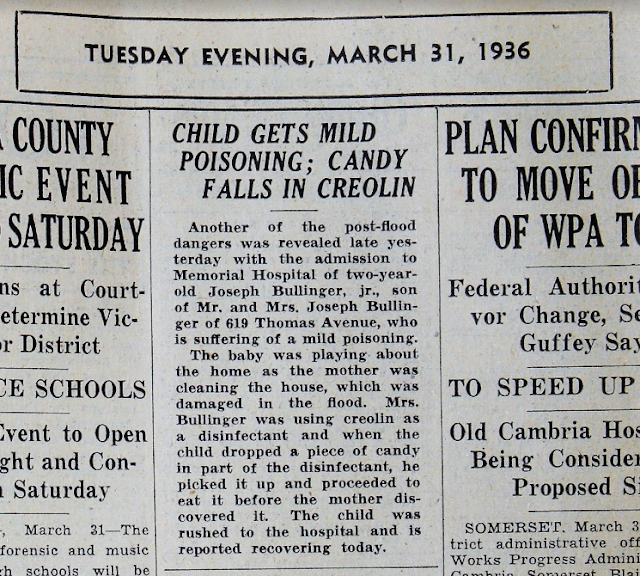 TUESDAY EVENING, MARCH 31, 1936
COUNTY
IC EVENT
SATURDAY
ns at Court-
etermine Vic-
or District
CE SCHOOLS
Event to Open
ght and Con-
Saturday
March 31—The
forensic and music
schools will be
CHILD GETS MILD
POISONING; CANDY
FALLS IN CREOLIN
Another of the post-flood
dangers was revealed late yes-
terday with the admission to
Memorial Hospital of two-year-
old Joseph Bullinger, jr., son
of Mr. and Mrs. Joseph Bullin-
ger of 619 Thomas Avenue, who
is suffering of a mild poisoning.
The baby was playing about
the home as the mother was
cleaning the house, which was
damaged in the flood. Mrs.
Bullinger was using creolin as
a disinfectant and when the
child dropped a piece of candy
in part of the disinfectant, he
picked it up and proceeded to
eat it before the mother dis-
covered it. The child was
rushed to the hospital and is
reported recovering today.
PLAN CONFIRM
TO MOVE OF
OF WPA TO
Federal Authorit
vor Change, Se
Guffey Say
TO SPEED UP
Old Cambria Hos
Being Consider
Proposed Si
SOMERSET, March 3
trict administrative off
Works Progress Admini
Cambria Somerset Blai